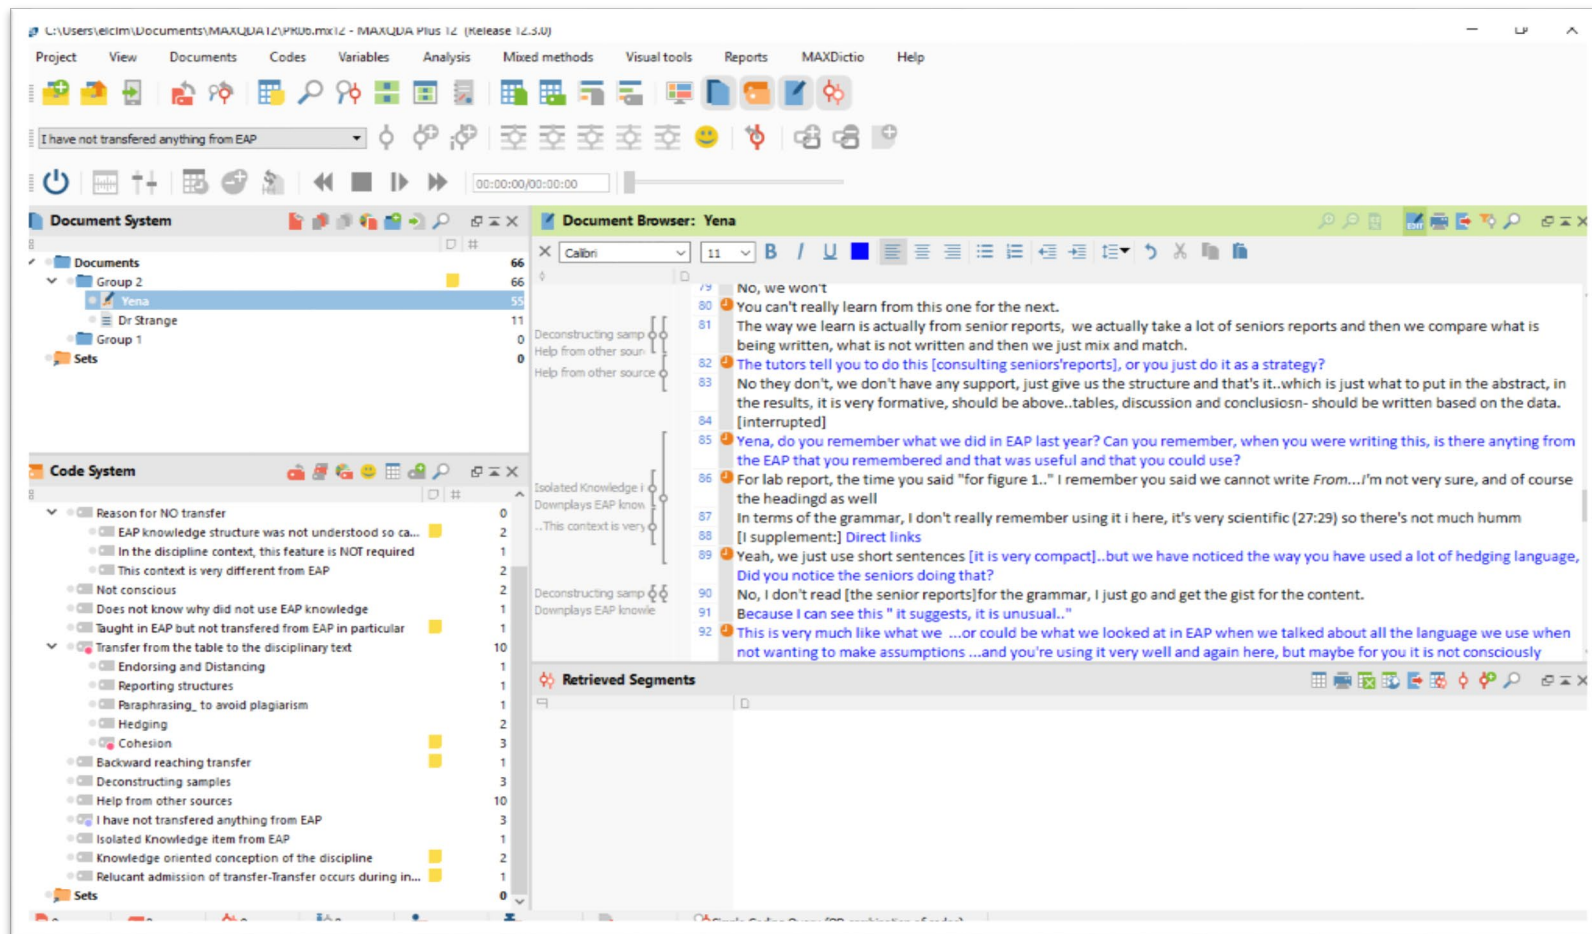 C:\Users\elclm\Documents\MAXQDA12\PR06.mx12 - MAXQDA Plus 12 (Release 12.3.0)
Project View Documents Codes Variables Analysis Mixed methods Visual tools Reports MAXDictio Help
I have not transfered anything from EAP
00:00:00/00:00:00
Document System
#
Documents 66
Group 2 66
Yena 55
Dr Strange 11
Group 1 0
Sets 0
Code System
#
Reason for NO transfer 0
EAP knowledge structure was not understood so ca... 2
In the discipline context, this feature is NOT required 1
This context is very different from EAP 2
Not conscious 2
Does not know why did not use EAP knowledge 1
Taught in EAP but not transfered from EAP in particular 1
Transfer from the table to the disciplinary text 10
Endorsing and Distancing 1
Reporting structures 1
Paraphrasing_ to avoid plagiarism 1
Hedging 2
Cohesion 3
Backward reaching transfer 1
Deconstructing samples 3
Help from other sources 10
I have not transfered anything from EAP 3
Isolated Knowledge item from EAP 1
Knowledge oriented conception of the discipline 2
Relucant admission of transfer-Transfer occurs during in... 1
Sets 0
Document Browser: Yena
Calibri 11 B I U
Deconstructing samp
Help from other sour
Help from other source
Isolated Knowledge i
Downplays EAP know
..This context is very
Deconstructing samp
Downplays EAP knowle
79 No, we won't
80 You can't really learn from this one for the next.
81 The way we learn is actually from senior reports, we actually take a lot of seniors reports and then we compare what is
being written, what is not written and then we just mix and match.
82 The tutors tell you to do this [consulting seniors'reports], or you just do it as a strategy?
83 No they don't, we don't have any support, just give us the structure and that's it..which is just what to put in the abstract, in
the results, it is very formative, should be above..tables, discussion and conclusiosn- should be written based on the data.
84 [interrupted]
85 Yena, do you remember what we did in EAP last year? Can you remember, when you were writing this, is there anyting from
the EAP that you remembered and that was useful and that you could use?
86 For lab report, the time you said "for figure 1.." I remember you said we cannot write From...I'm not very sure, and of course
the headingd as well
87 In terms of the grammar, I don't really remember using it i here, it's very scientific (27:29) so there's not much humm
88 [I supplement:] Direct links
89 Yeah, we just use short sentences [it is very compact]..but we have noticed the way you have used a lot of hedging language,
Did you notice the seniors doing that?
90 No, I don't read [the senior reports]for the grammar, I just go and get the gist for the content.
91 Because I can see this " it suggests, it is unusual.."
92 This is very much like what we ...or could be what we looked at in EAP when we talked about all the language we use when
not wanting to make assumptions ...and you're using it very well and again here, but maybe for you it is not consciously
Retrieved Segments